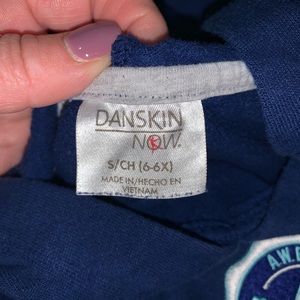 DANSKIN
NOW.
S/CH (6-6X)
MADE IN/HECHO EN
VIETNAM
A.W.